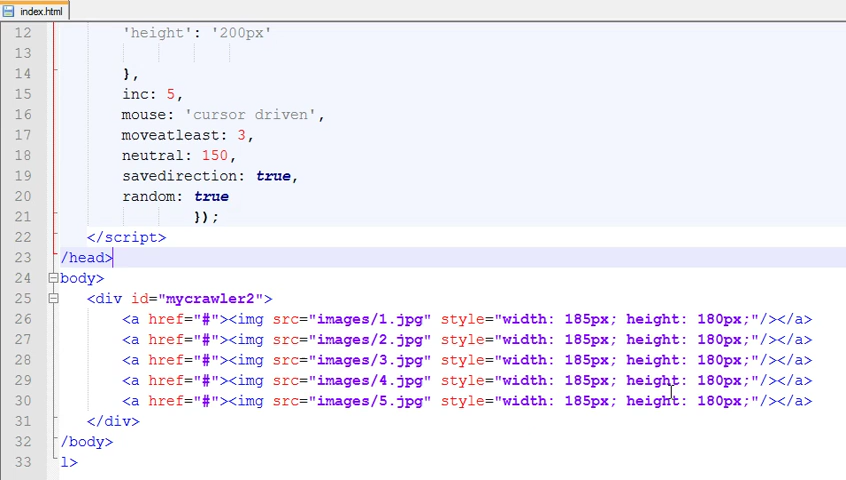 index.html
12 'height': '200px'
13
14 },
15 inc: 5,
16 mouse: 'cursor driven',
17 moveatleast: 3,
18 neutral: 150,
19 savedirection: true,
20 random: true
21 });
22 </script>
23 /head>
24 body>
25 <div id="mycrawler2">
26 <a href="#"><img src="images/1.jpg" style="width: 185px; height: 180px;"/></a>
27 <a href="#"><img src="images/2.jpg" style="width: 185px; height: 180px;"/></a>
28 <a href="#"><img src="images/3.jpg" style="width: 185px; height: 180px;"/></a>
29 <a href="#"><img src="images/4.jpg" style="width: 185px; height: 180px;"/></a>
30 <a href="#"><img src="images/5.jpg" style="width: 185px; height: 180px;"/></a>
31 </div>
32 /body>
33 l>